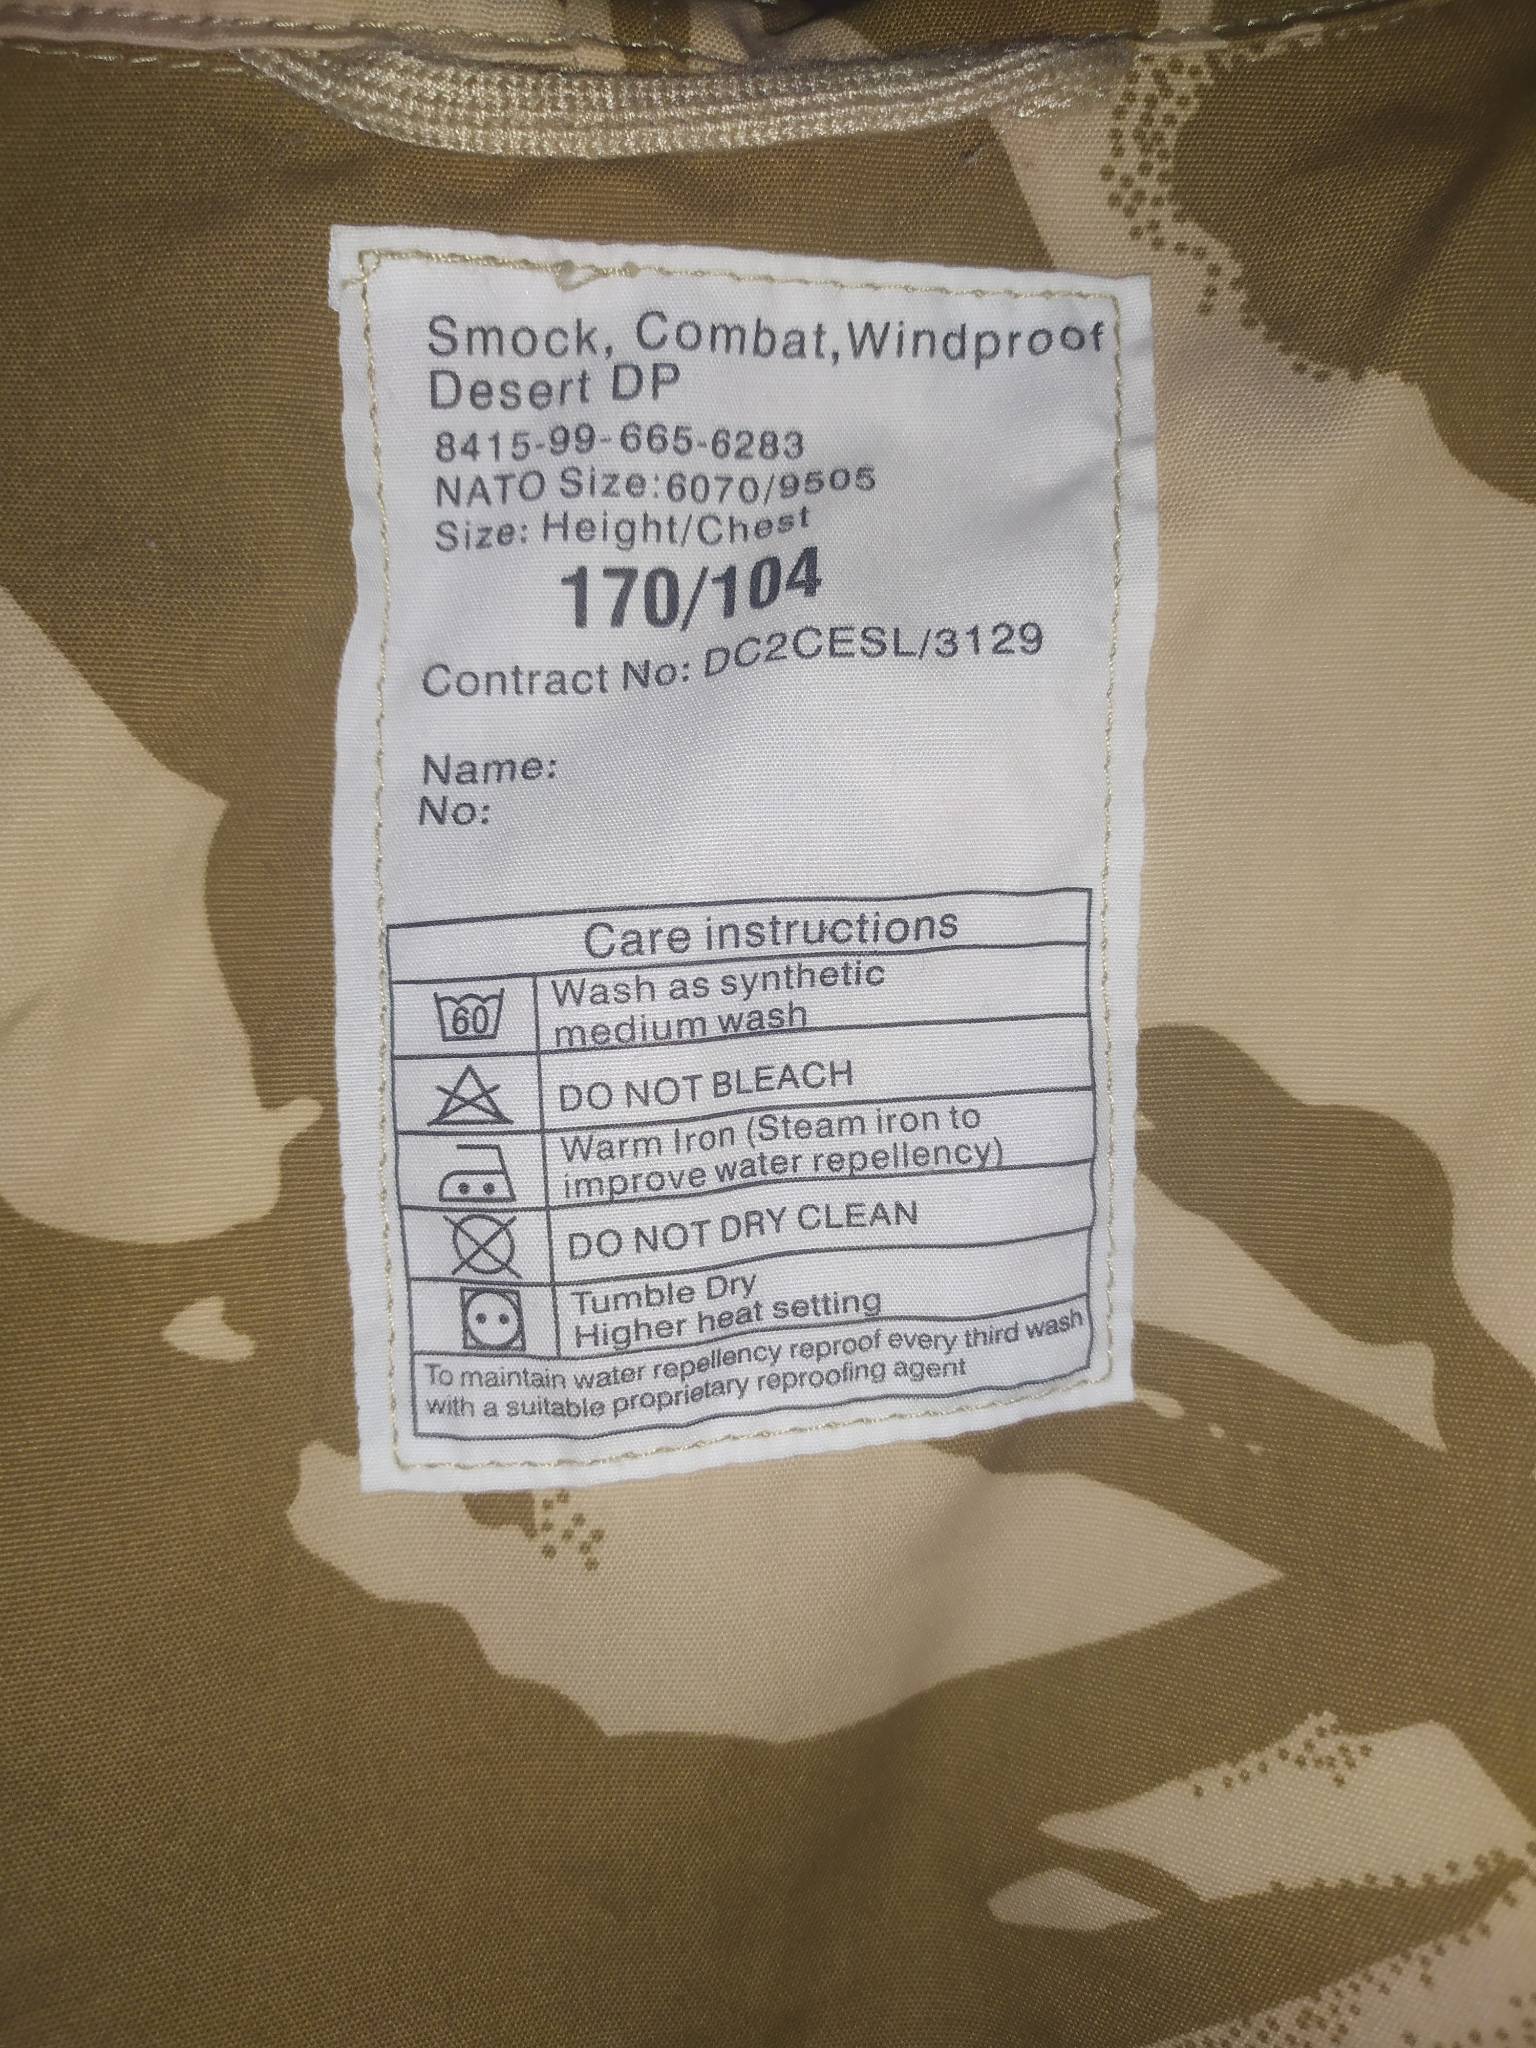 Smock, Combat,Windproof
Desert DP
8415-99-665-6283
NATO Size:6070/9505
Size: Height/Chest
170/104
Contract No: DC2CESL/3129
Name:
No:
Care instructions
60
Wash as synthetic
medium wash
DO NOT BLEACH
Warm Iron (Steam iron to
improve water repellency)
DO NOT DRY CLEAN
Tumble Dry
Higher heat setting
To maintain water repellency reproof every third wash
with a suitable proprietary reproofing agent